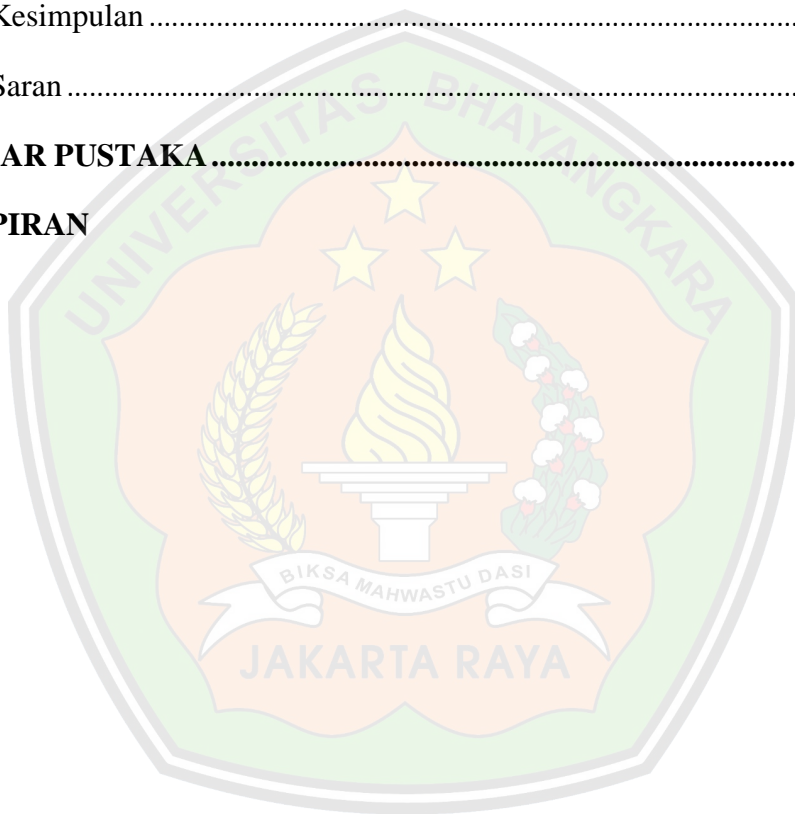 Kesimpulan ....................................................................................
Saran ...............................................................................................
AR PUSTAKA ..............................................................
PIRAN
UNIVERSITAS BHAYANGKARA
BIKSA MAHWASTU DASI
JAKARTA RAYA